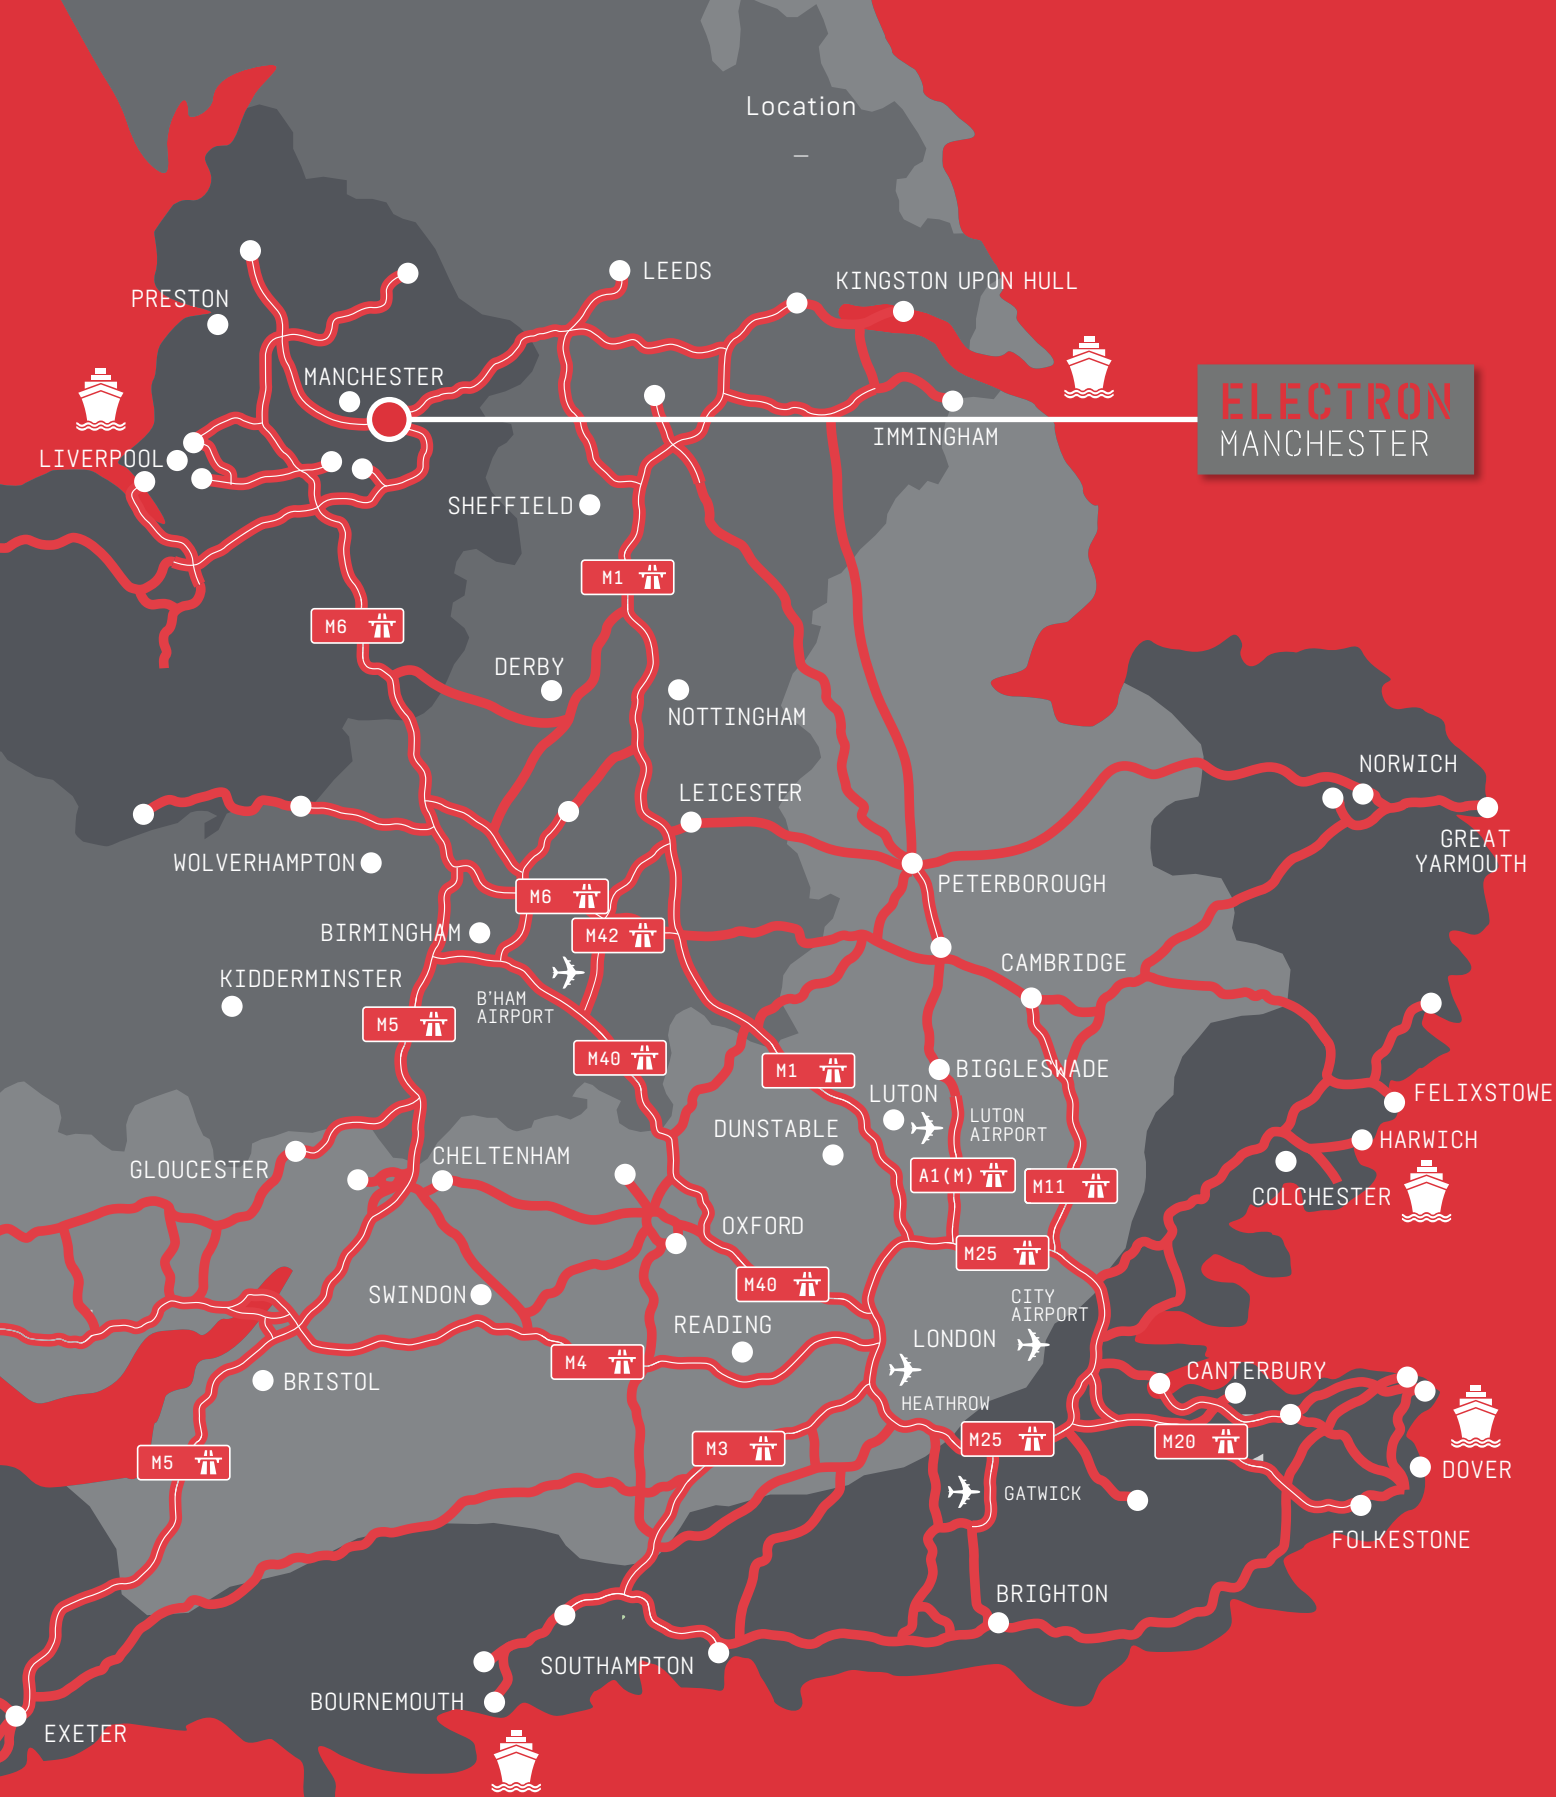 Location
–
LEEDS
KINGSTON UPON HULL
PRESTON
MANCHESTER
ELECTRON
MANCHESTER
IMMINGHAM
LIVERPOOL
SHEFFIELD
M1
M6
DERBY
NOTTINGHAM
NORWICH
LEICESTER
GREAT
YARMOUTH
WOLVERHAMPTON
PETERBOROUGH
M6
BIRMINGHAM
M42
CAMBRIDGE
KIDDERMINSTER
B'HAM
AIRPORT
M5
M40
M1
BIGGLESWADE
LUTON
FELIXSTOWE
LUTON
AIRPORT
DUNSTABLE
HARWICH
CHELTENHAM
GLOUCESTER
A1(M)
M11
COLCHESTER
OXFORD
M25
M40
SWINDON
CITY
AIRPORT
READING
LONDON
M4
CANTERBURY
BRISTOL
HEATHROW
M25
M20
M3
M5
DOVER
GATWICK
FOLKESTONE
BRIGHTON
SOUTHAMPTON
BOURNEMOUTH
EXETER